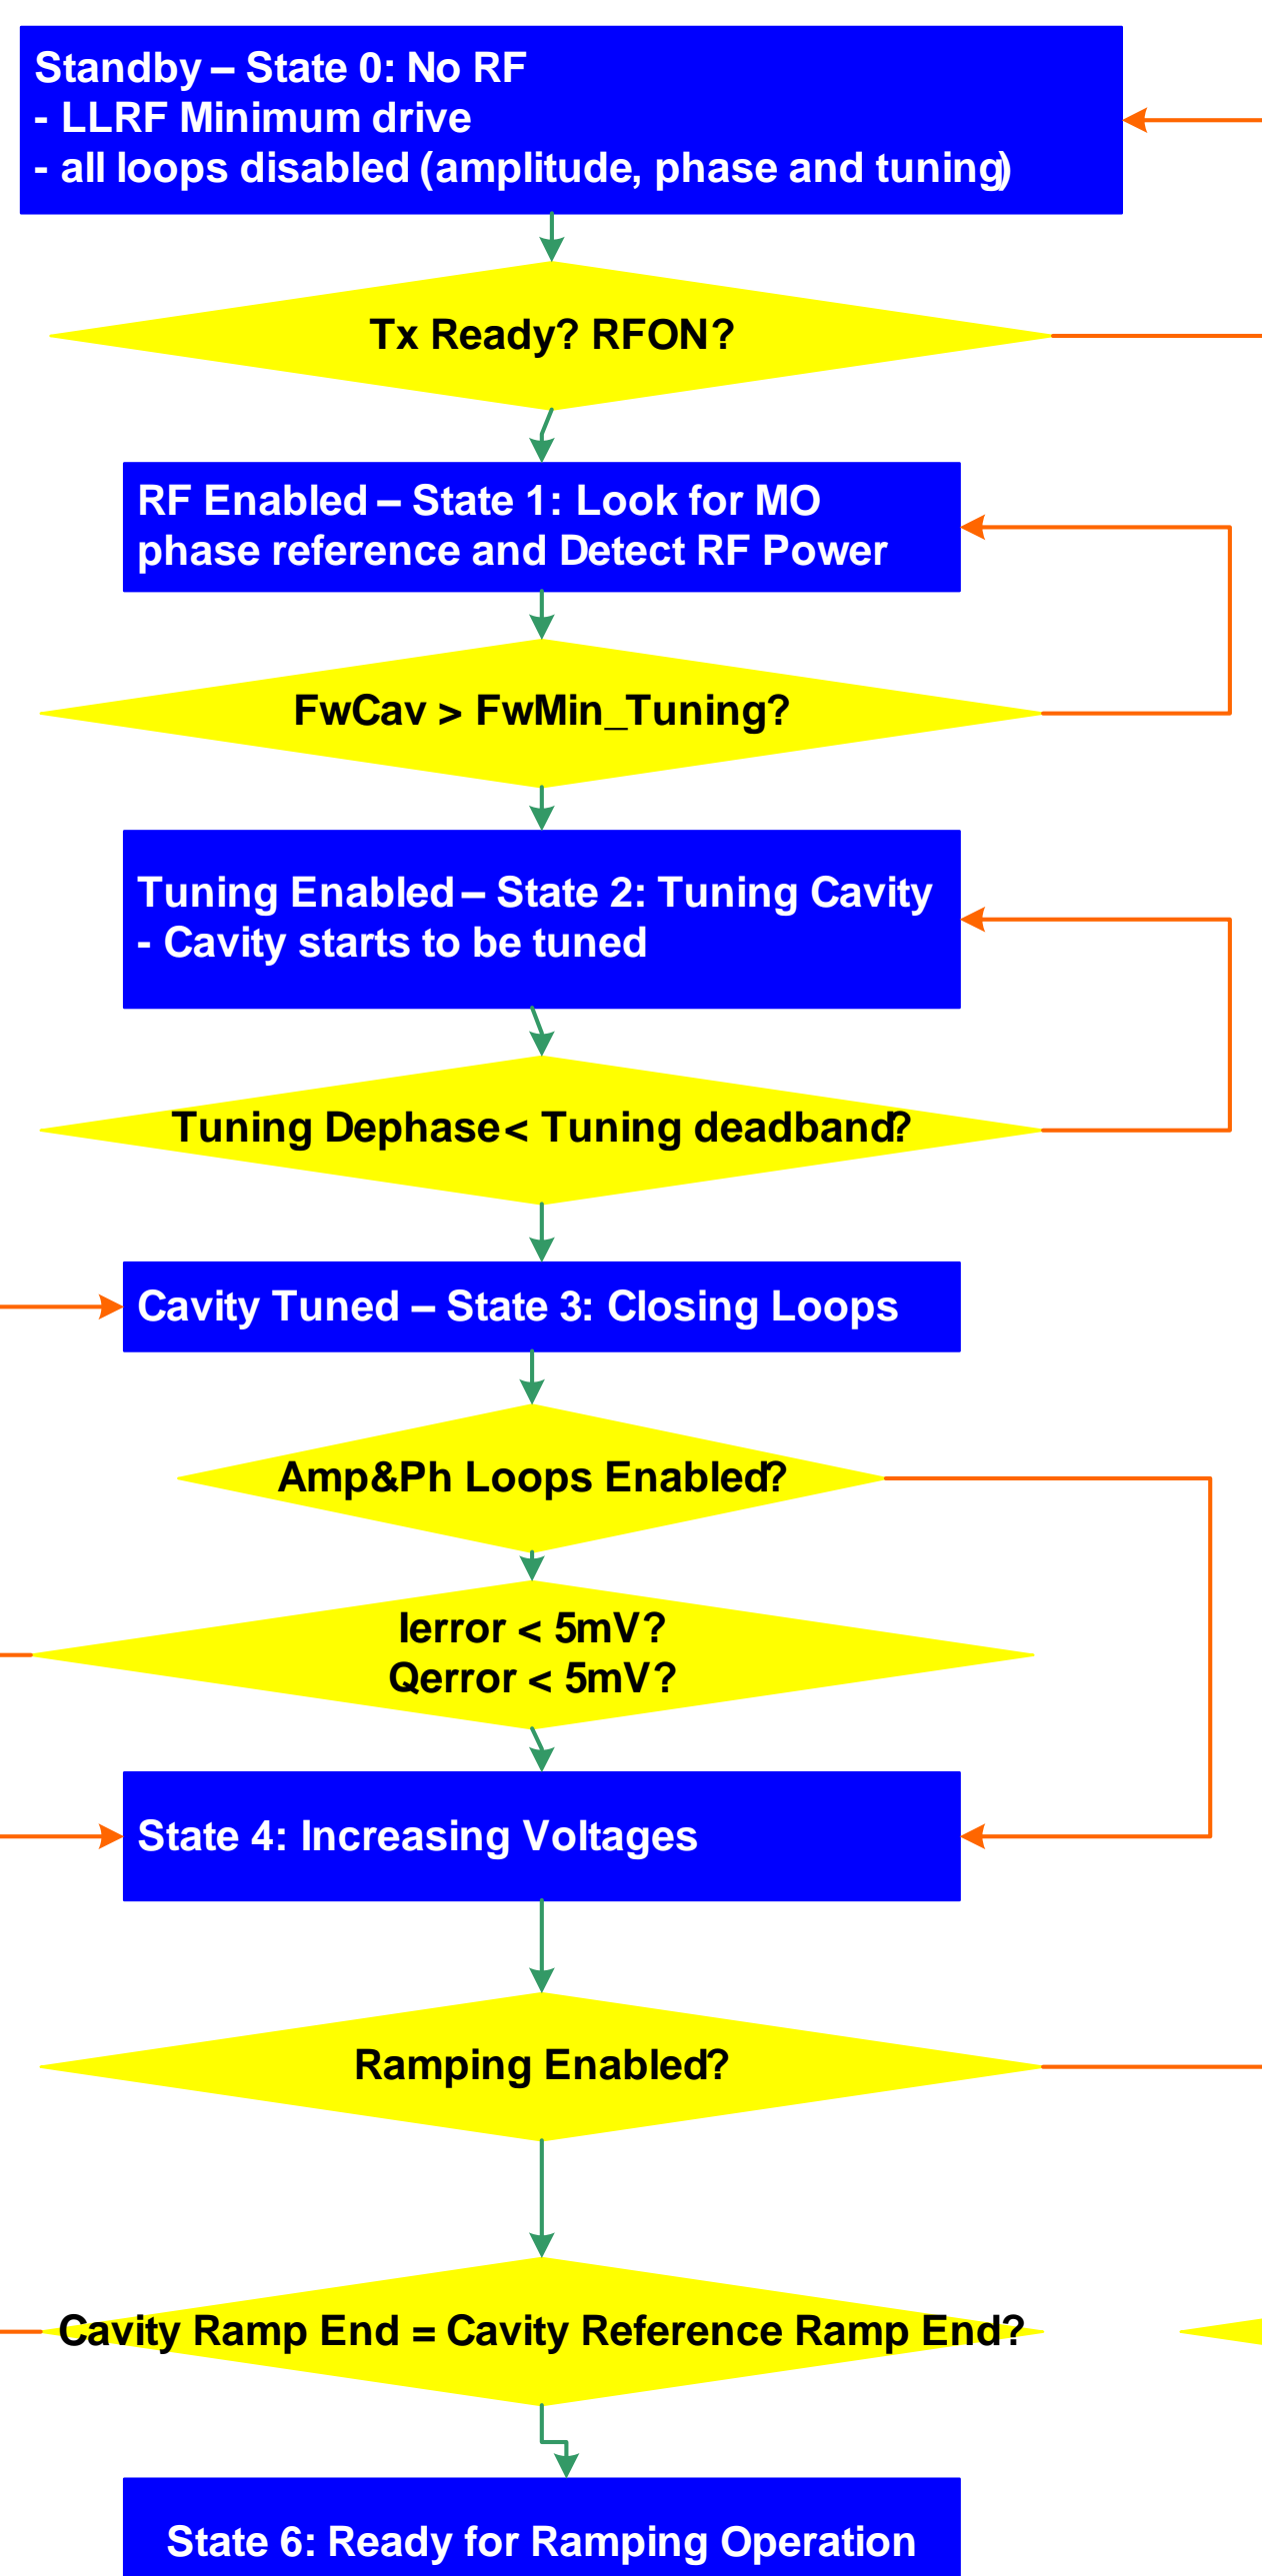 Standby – State 0: No RF
- LLRF Minimum drive
- all loops disabled (amplitude, phase and tuning)
Tx Ready? RFON?
RF Enabled – State 1: Look for MO
phase reference and Detect RF Power
FwCav > FwMin_Tuning?
Tuning Enabled – State 2: Tuning Cavity
- Cavity starts to be tuned
Tuning Dephase < Tuning deadband?
Cavity Tuned – State 3: Closing Loops
Amp&Ph Loops Enabled?
Ierror < 5mV?
Qerror < 5mV?
State 4: Increasing Voltages
Ramping Enabled?
Cavity Ramp End = Cavity Reference Ramp End?
State 6: Ready for Ramping Operation